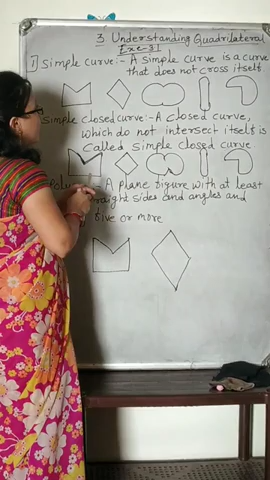 3 Understanding Quadrilateral
Exe-3.1
1] Simple curve:- A simple curve is a curve
that does not cross itself
Simple closed curve:- A closed curve,
which do not intersect itself is
called simple closed curve
A plane figure with at least
straight sides and angles and
five or more